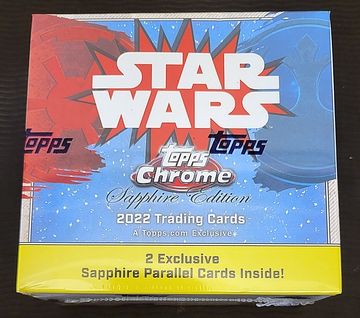 STAR
WARS
TOPPS
TOPPS
TOPPS
Chrome
Sapphire Edition
2022 Trading Cards
A Topps.com Exclusive
2 Exclusive
Sapphire Parallel Cards Inside!